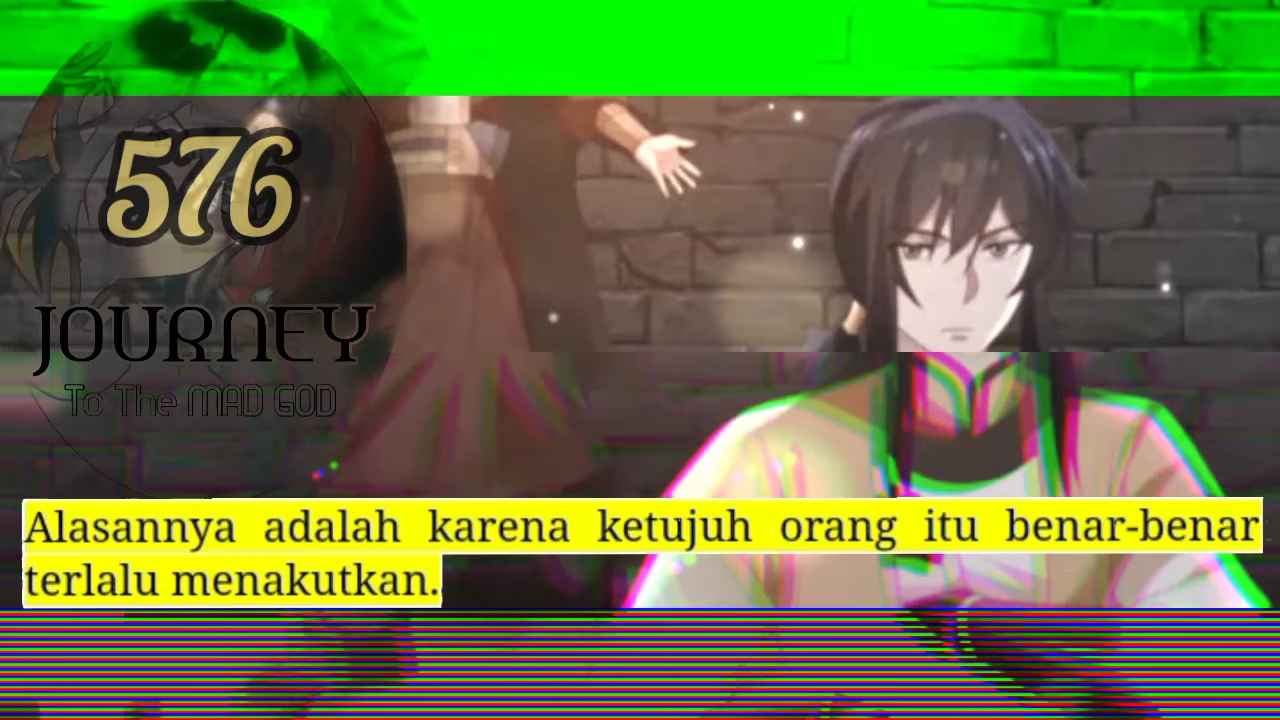 576
JOURNEY
To The MAD GOD
Alasannya adalah karena ketujuh orang itu benar-benar
terlalu menakutkan.